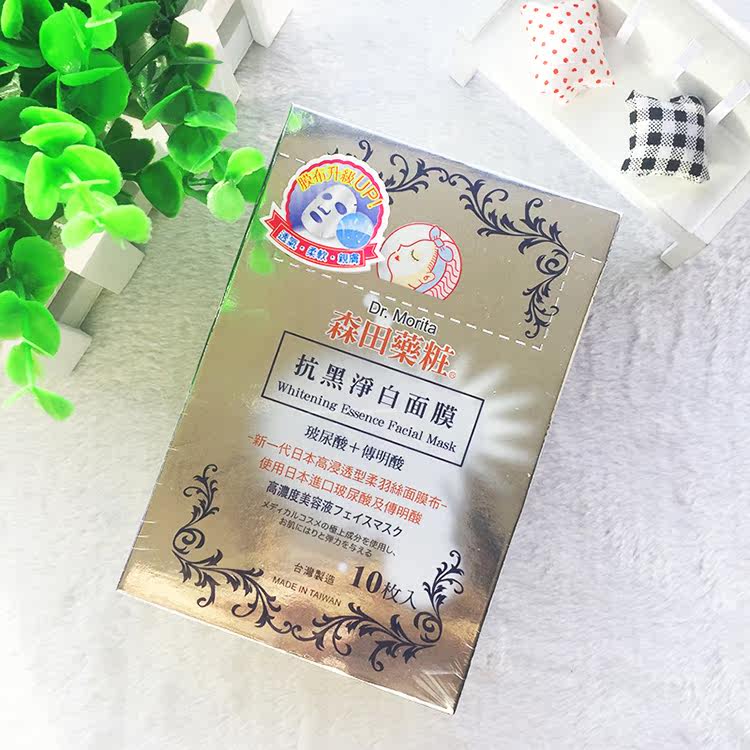 膜布升級UP!
透氣·柔軟·親膚
Dr. Morita
森田藥粧®
抗黑淨白面膜
Whitening Essence Facial Mask
玻尿酸+傳明酸
-新一代日本高浸透型柔羽絲面膜布-
使用日本進口玻尿酸及傳明酸
高濃度美容液フェイスマスク
メディカルコスメの極上成分を使用し、
お肌にはりと弾力を与える
台灣製造
MADE IN TAIWAN
10枚入